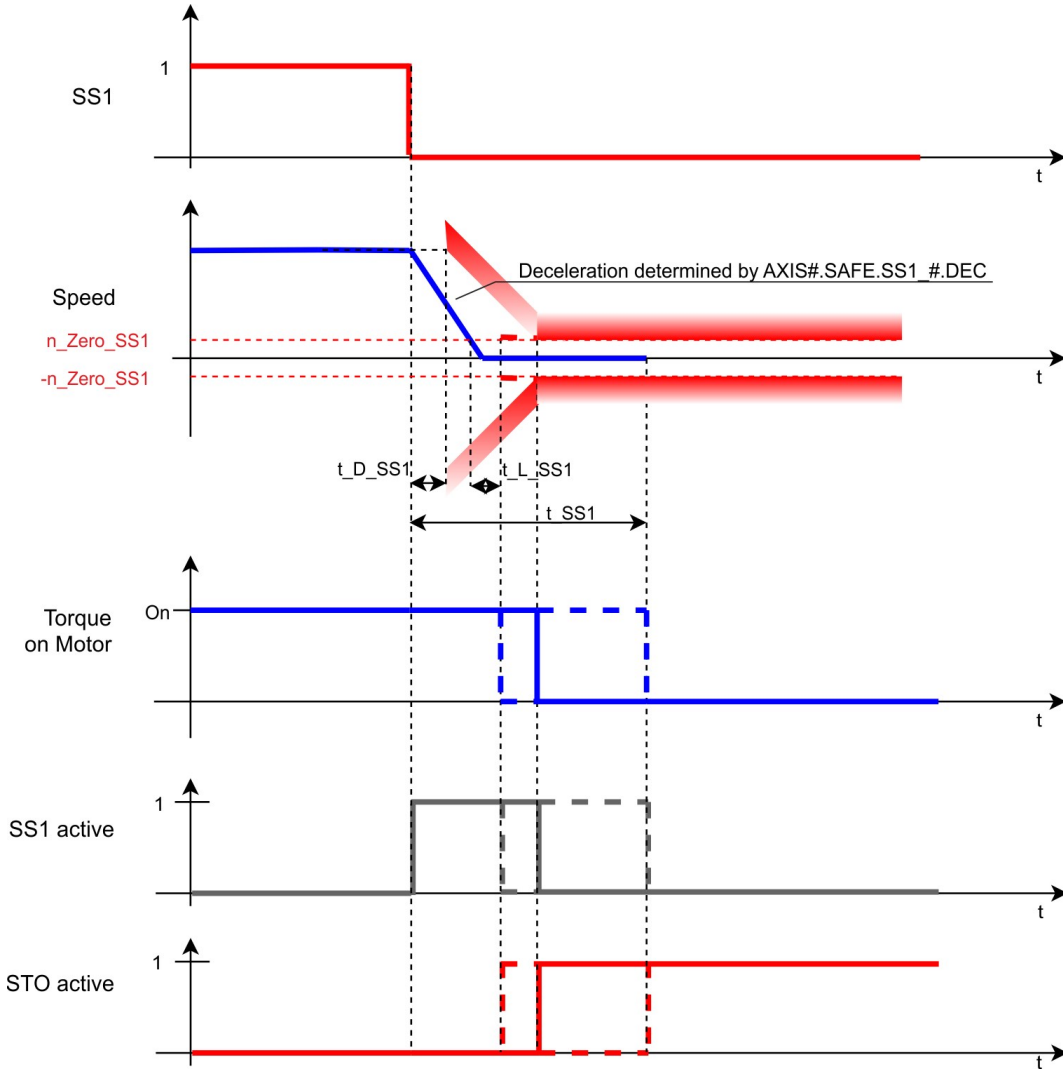 1
SS1
t
Deceleration determined by AXIS#.SAFE.SS1_#.DEC
Speed
n_Zero_SS1
-n_Zero_SS1
t
t_D_SS1
t_L_SS1
t_SS1
On
Torque
on Motor
t
1
SS1 active
t
1
STO active
t